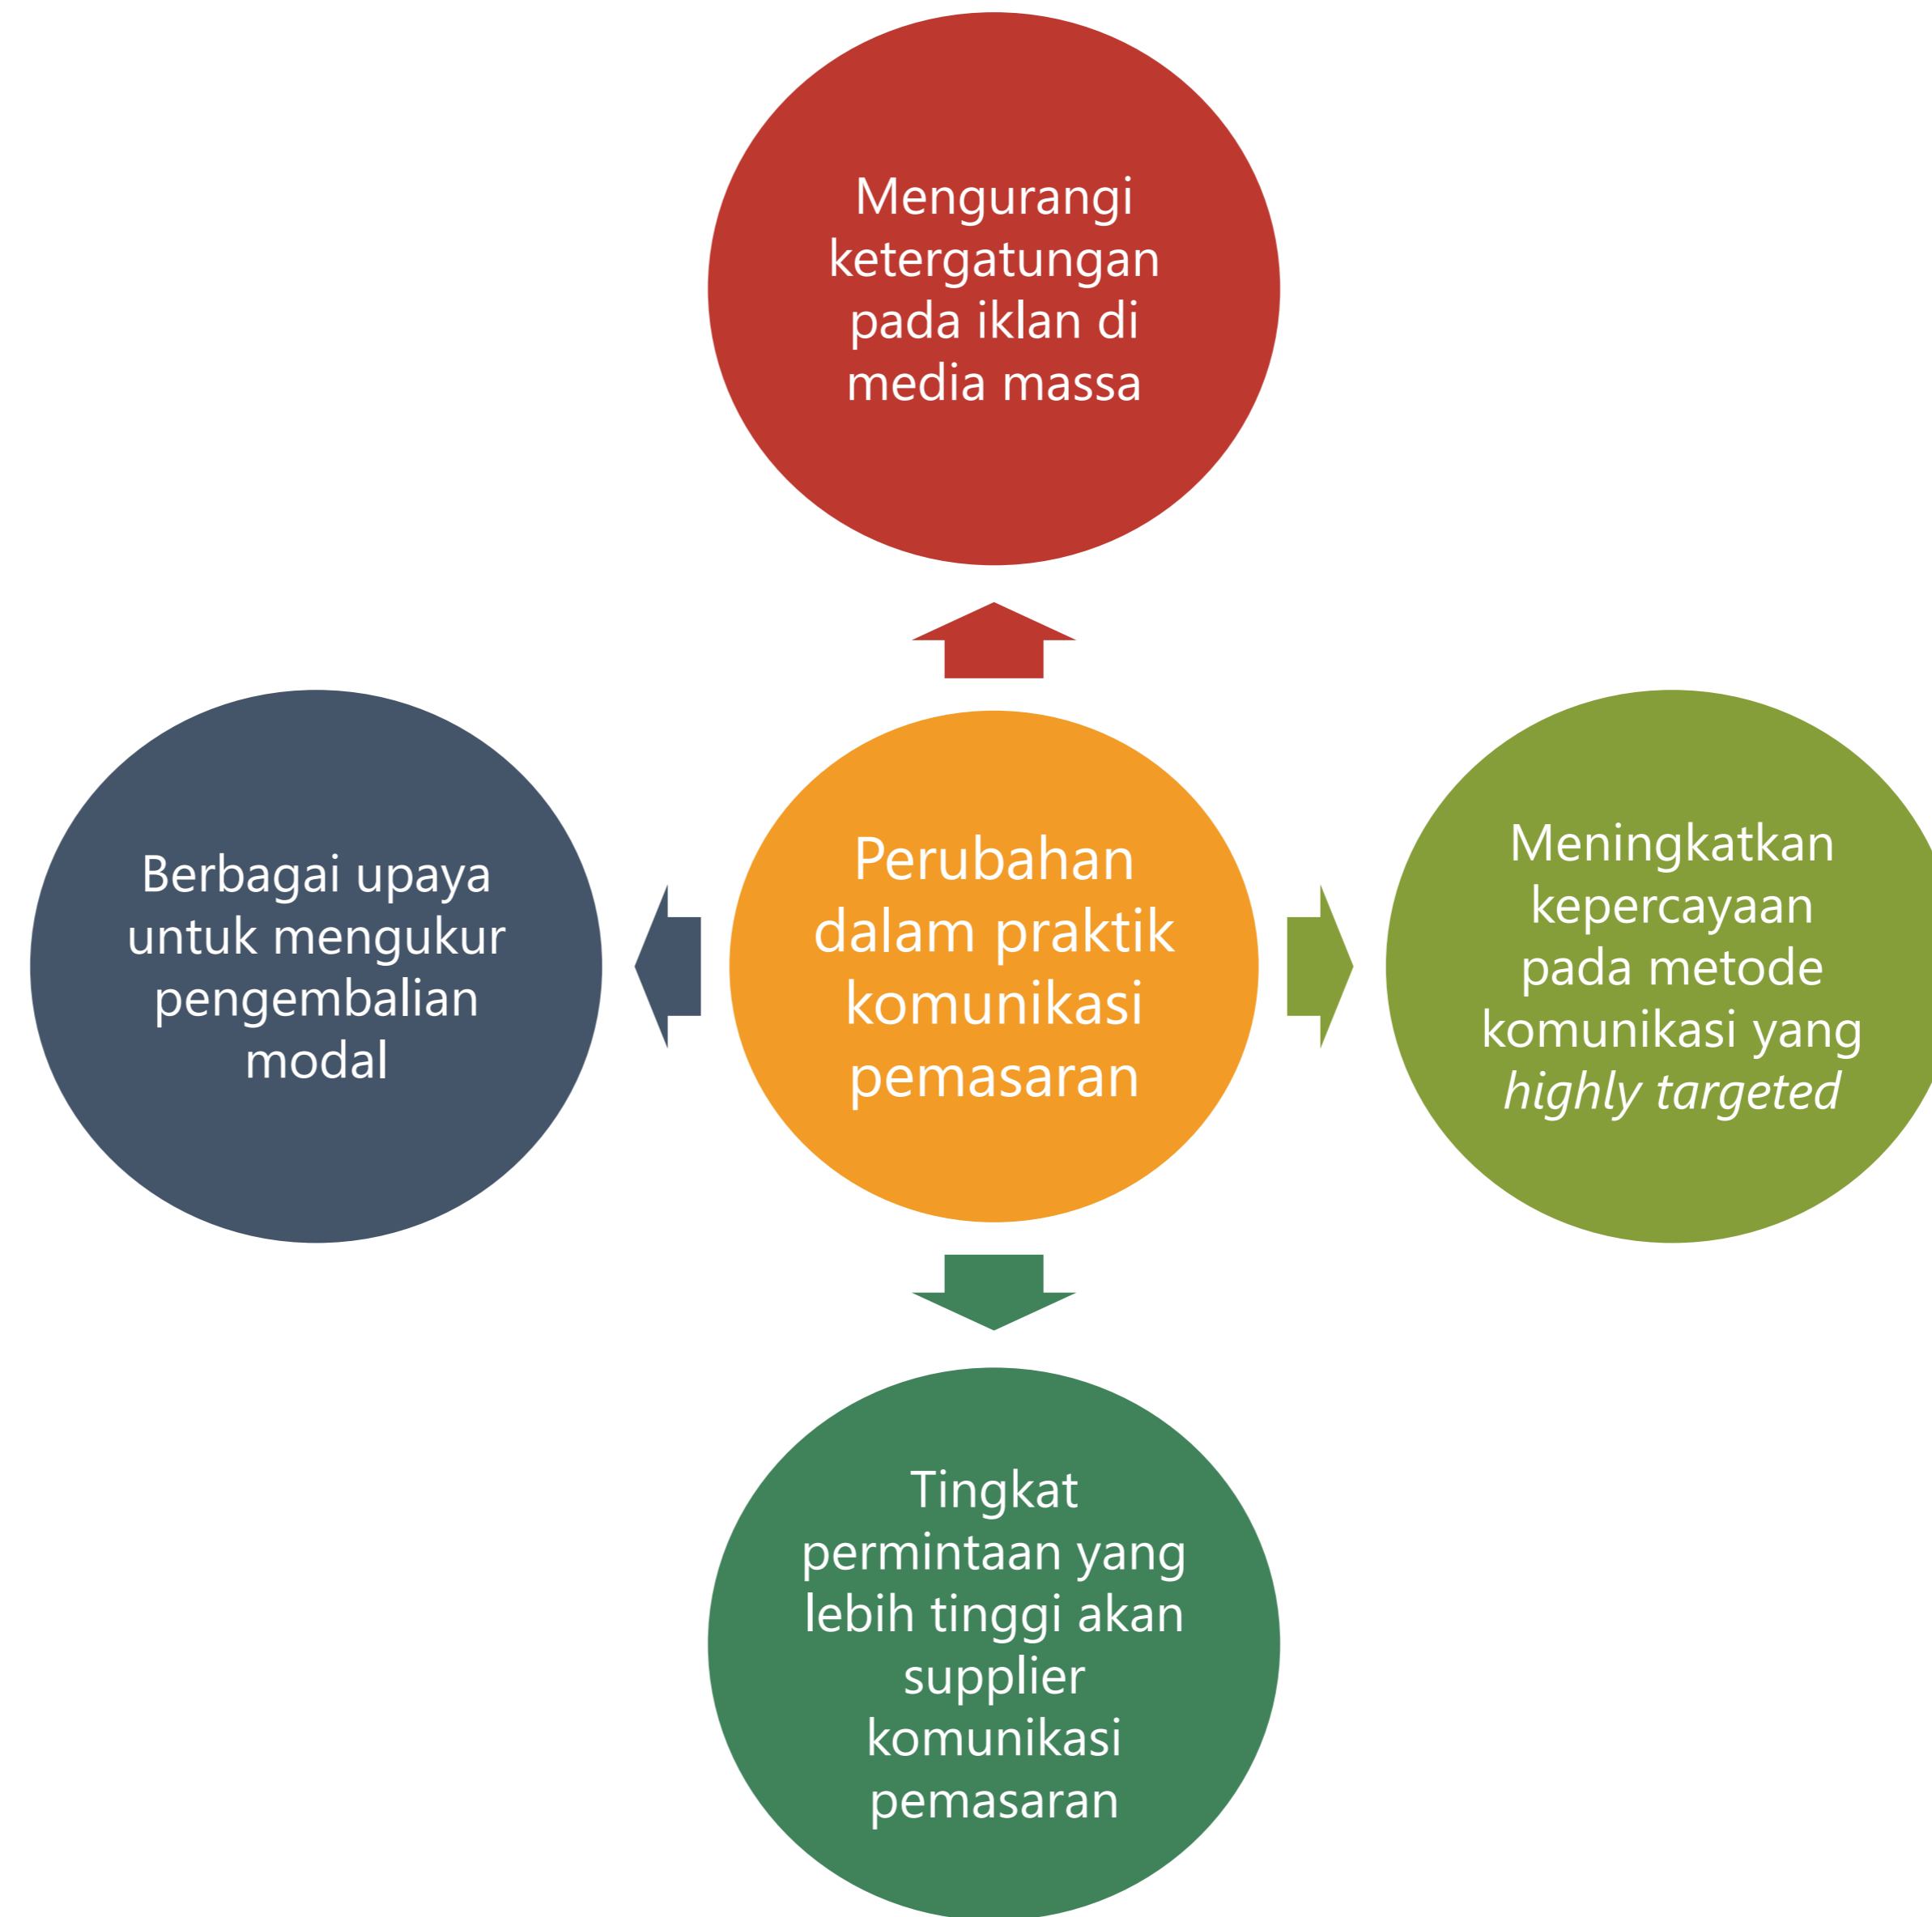 Mengurangi
ketergatungan
pada iklan di
media massa
Berbagai upaya
untuk mengukur
pengembalian
modal
Perubahan
dalam praktik
komunikasi
pemasaran
Meningkatkan
kepercayaan
pada metode
komunikasi yang
highly targeted
Tingkat
permintaan yang
lebih tinggi akan
supplier
komunikasi
pemasaran